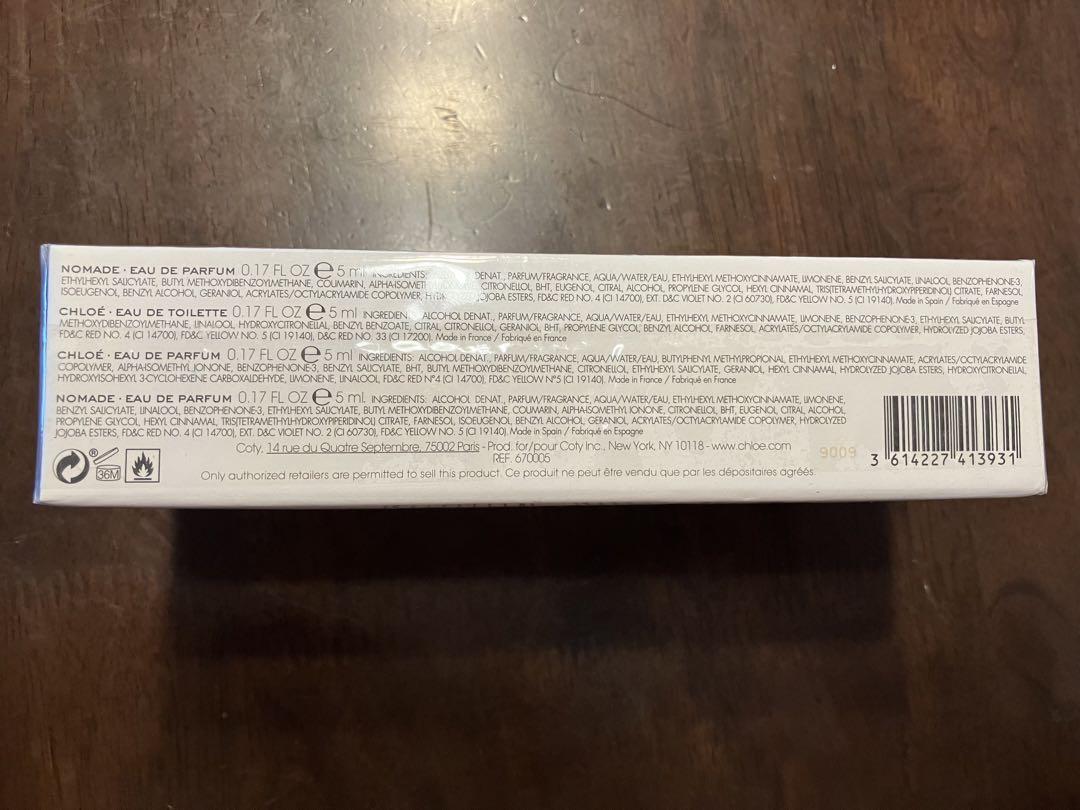 NOMADE · EAU DE PARFUM 0.17 FL OZ ℮ 5 ml INGREDIENTS: DENAT., PARFUM/FRAGRANCE, AQUA/WATER/EAU, ETHYLHEXYL METHOXYCINNAMATE, LIMONENE, BENZYL SALICYLATE, LINALOOL, BENZOPHENONE-3,
ETHYLHEXYL SALICYLATE, BUTYL METHOXYDIBENZOYLMETHANE, COUMARIN, CITRONELLOL, BHT, EUGENOL, CITRAL, ALCOHOL, PROPYLENE GLYCOL, HEXYL CINNAMAL, TRIS(TETRAMETHYLHYDROXYPIPERIDINOL) CITRATE, FARNESOL,
ISOEUGENOL, BENZYL ALCOHOL, GERANIOL, ACRYLATES/OCTYLACRYLAMIDE COPOLYMER, JOJOBA ESTERS, FD&C RED NO. 4 (CI 14700), EXT. D&C VIOLET NO. 2 (CI 60730), FD&C YELLOW NO. 5 (CI 19140). Made in Spain / Fabriqué en Espagne
CHLOÉ · EAU DE TOILETTE 0.17 FL OZ ℮ 5 ml INGREDIENTS: ALCOHOL DENAT., PARFUM/FRAGRANCE, AQUA/WATER/EAU, ETHYLHEXYL METHOXYCINNAMATE, LIMONENE, BENZOPHENONE-3, ETHYLHEXYL SALICYLATE, BUTYL
METHOXYDIBENZOYLMETHANE, LINALOOL, HYDROXYCITRONELLAL, BENZYL BENZOATE, CITRAL, CITRONELLOL, GERANIOL, BHT, PROPYLENE GLYCOL, BENZYL ALCOHOL, FARNESOL, ACRYLATES/OCTYLACRYLAMIDE COPOLYMER, HYDROLYZED JOJOBA ESTERS,
FD&C RED NO. 4 (CI 14700), FD&C YELLOW NO. 5 (CI 19140), D&C RED NO. 33 (CI 17200). Made in France / Fabriqué en France
CHLOÉ · EAU DE PARFUM 0.17 FL OZ ℮ 5 ml INGREDIENTS: ALCOHOL DENAT., PARFUM/FRAGRANCE, AQUA/WATER/EAU, BUTYLPHENYL METHYLPROPIONAL, ETHYLHEXYL METHOXYCINNAMATE, ACRYLATES/OCTYLACRYLAMIDE
COPOLYMER, ALPHA-ISOMETHYL IONONE, BENZOPHENONE-3, BENZYL SALICYLATE, BHT, BUTYL METHOXYDIBENZOYLMETHANE, CITRONELLOL, ETHYLHEXYL SALICYLATE, GERANIOL, HEXYL CINNAMAL, HYDROLYZED JOJOBA ESTERS, HYDROXYCITRONELLAL,
HYDROXYISOHEXYL 3-CYCLOHEXENE CARBOXALDEHYDE, LIMONENE, LINALOOL, FD&C RED N°4 (CI 14700), FD&C YELLOW N°5 (CI 19140). Made in France / Fabriqué en France
NOMADE · EAU DE PARFUM 0.17 FL OZ ℮ 5 ml. INGREDIENTS: ALCOHOL DENAT., PARFUM/FRAGRANCE, AQUA/WATER/EAU, ETHYLHEXYL METHOXYCINNAMATE, LIMONENE,
BENZYL SALICYLATE, LINALOOL, BENZOPHENONE-3, ETHYLHEXYL SALICYLATE, BUTYL METHOXYDIBENZOYLMETHANE, COUMARIN, ALPHA-ISOMETHYL IONONE, CITRONELLOL, BHT, EUGENOL, CITRAL, ALCOHOL,
PROPYLENE GLYCOL, HEXYL CINNAMAL, TRIS(TETRAMETHYLHYDROXYPIPERIDINOL) CITRATE, FARNESOL, ISOEUGENOL, BENZYL ALCOHOL, GERANIOL, ACRYLATES/OCTYLACRYLAMIDE COPOLYMER, HYDROLYZED
JOJOBA ESTERS, FD&C RED NO. 4 (CI 14700), EXT. D&C VIOLET NO. 2 (CI 60730), FD&C YELLOW NO. 5 (CI 19140). Made in Spain / Fabriqué en Espagne
Coty, 14 rue du Quatre Septembre, 75002 Paris - Prod. for/pour Coty Inc., New York, NY 10118 - www.chloe.com
REF. 670005
® 36M
Only authorized retailers are permitted to sell this product. Ce produit ne peut être vendu que par les dépositaires agréés.
9009
3 614227 413931